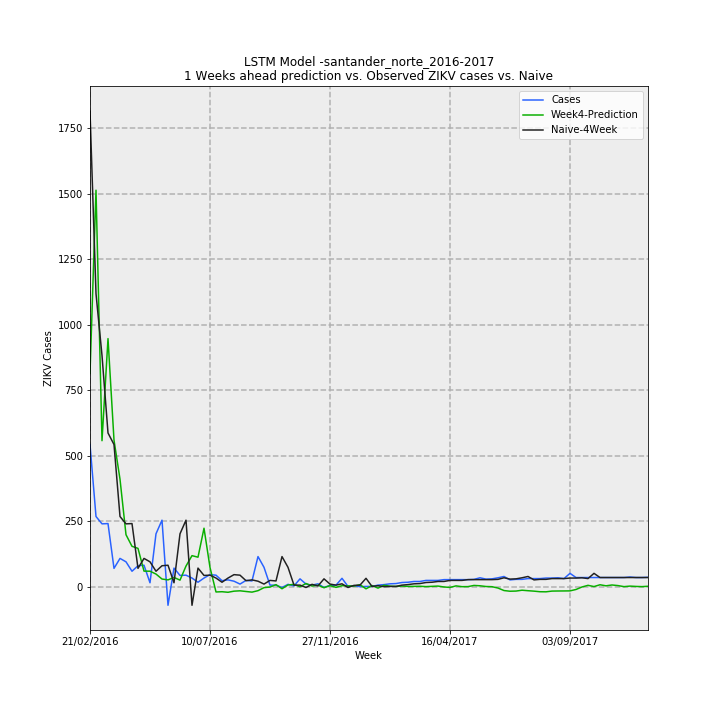 LSTM Model -santander_norte_2016-2017
1 Weeks ahead prediction vs. Observed ZIKV cases vs. Naive
Cases
Week4-Prediction
Naive-4Week
ZIKV Cases
1750
1500
1250
1000
750
500
250
0
21/02/2016
10/07/2016
27/11/2016
16/04/2017
03/09/2017
Week